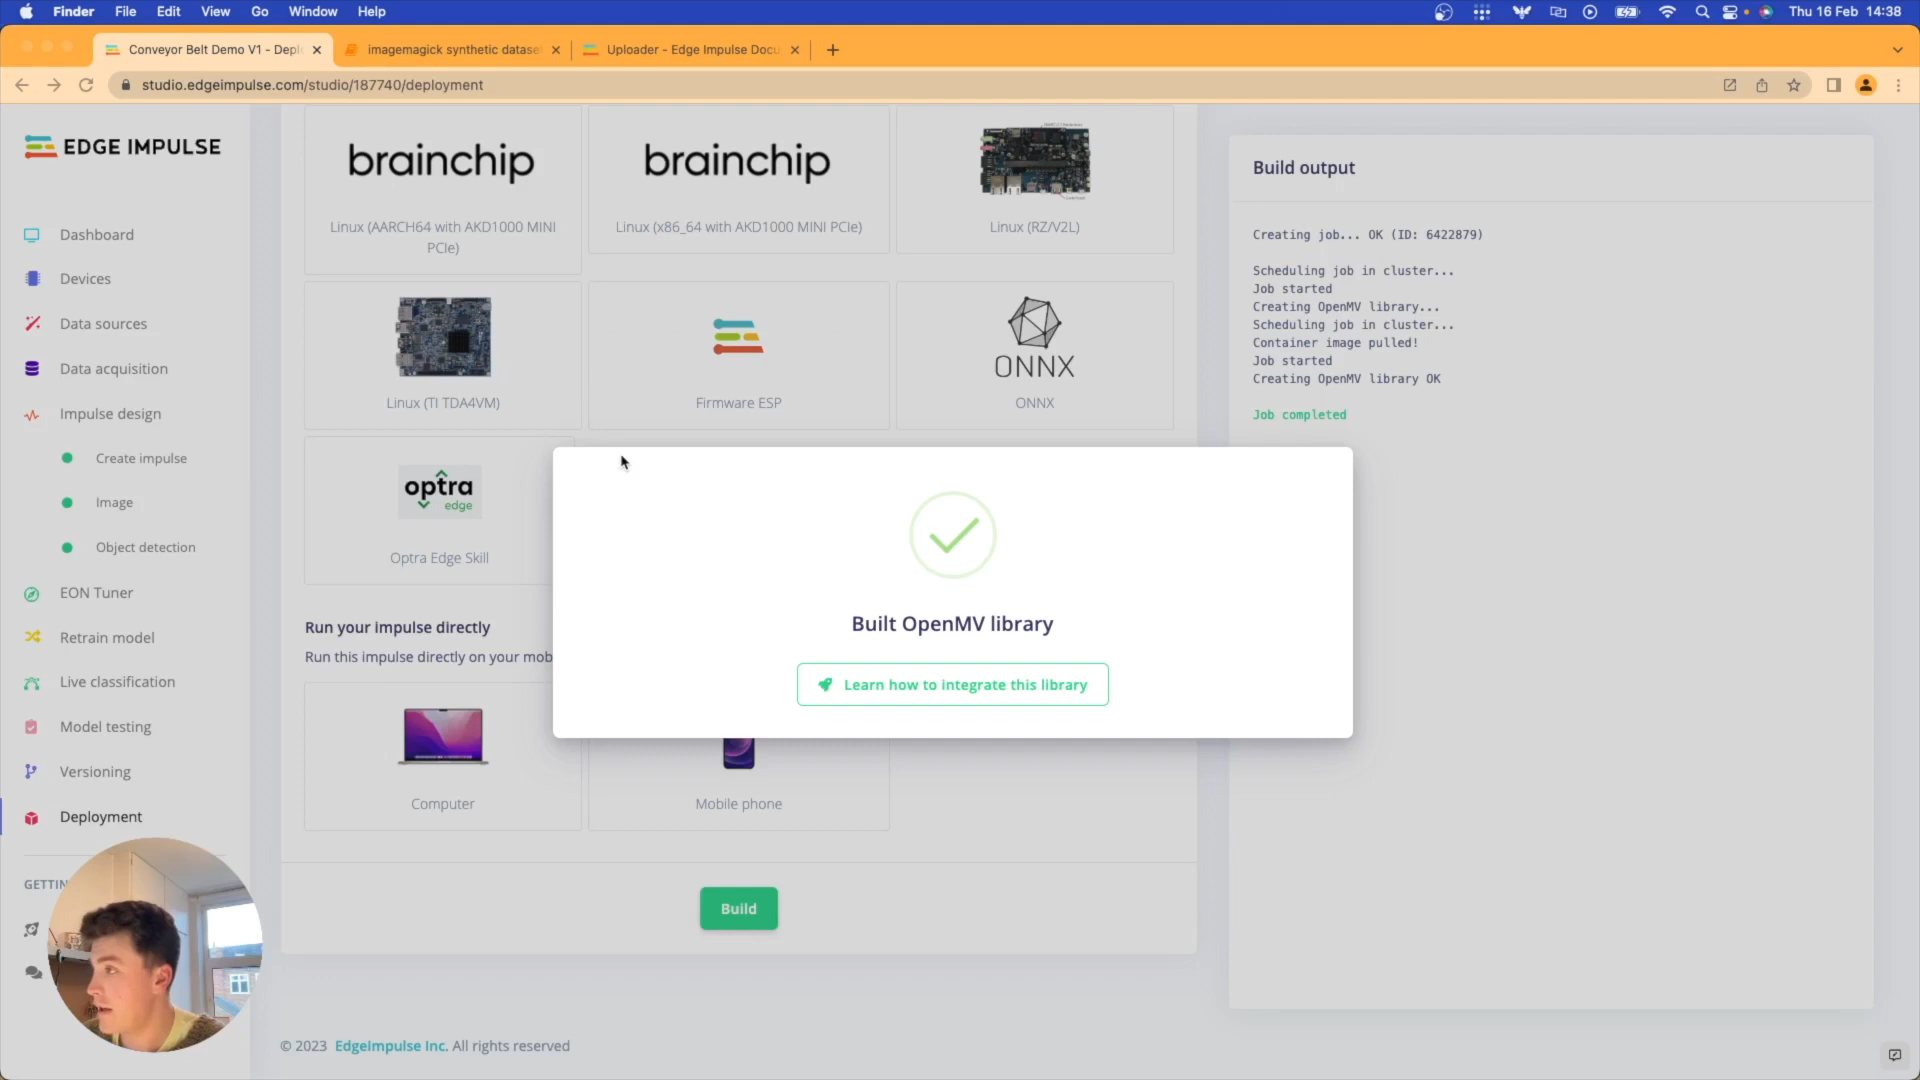 Finder File Edit View Go Window Help Thu 16 Feb 14:38
Conveyor Belt Demo V1 - Depl
imagemagick synthetic datase
Uploader - Edge Impulse Docu
studio.edgeimpulse.com/studio/187740/deployment
EDGE IMPULSE
Dashboard
Devices
Data sources
Data acquisition
Impulse design
Create impulse
Image
Object detection
EON Tuner
Retrain model
Live classification
Model testing
Versioning
Deployment
GETTIN
brainchip
Linux (AARCH64 with AKD1000 MINI
PCIe)
brainchip
Linux (x86_64 with AKD1000 MINI PCIe)
Linux (RZ/V2L)
Linux (TI TDA4VM)
Firmware ESP
ONNX
ONNX
optra
edge
Optra Edge Skill
Run your impulse directly
Run this impulse directly on your mob
Computer
Mobile phone
Built OpenMV library
Learn how to integrate this library
Build
Build output
Creating job... OK (ID: 6422879)
Scheduling job in cluster...
Job started
Creating OpenMV library...
Scheduling job in cluster...
Container image pulled!
Job started
Creating OpenMV library OK
Job completed
© 2023 EdgeImpulse Inc. All rights reserved